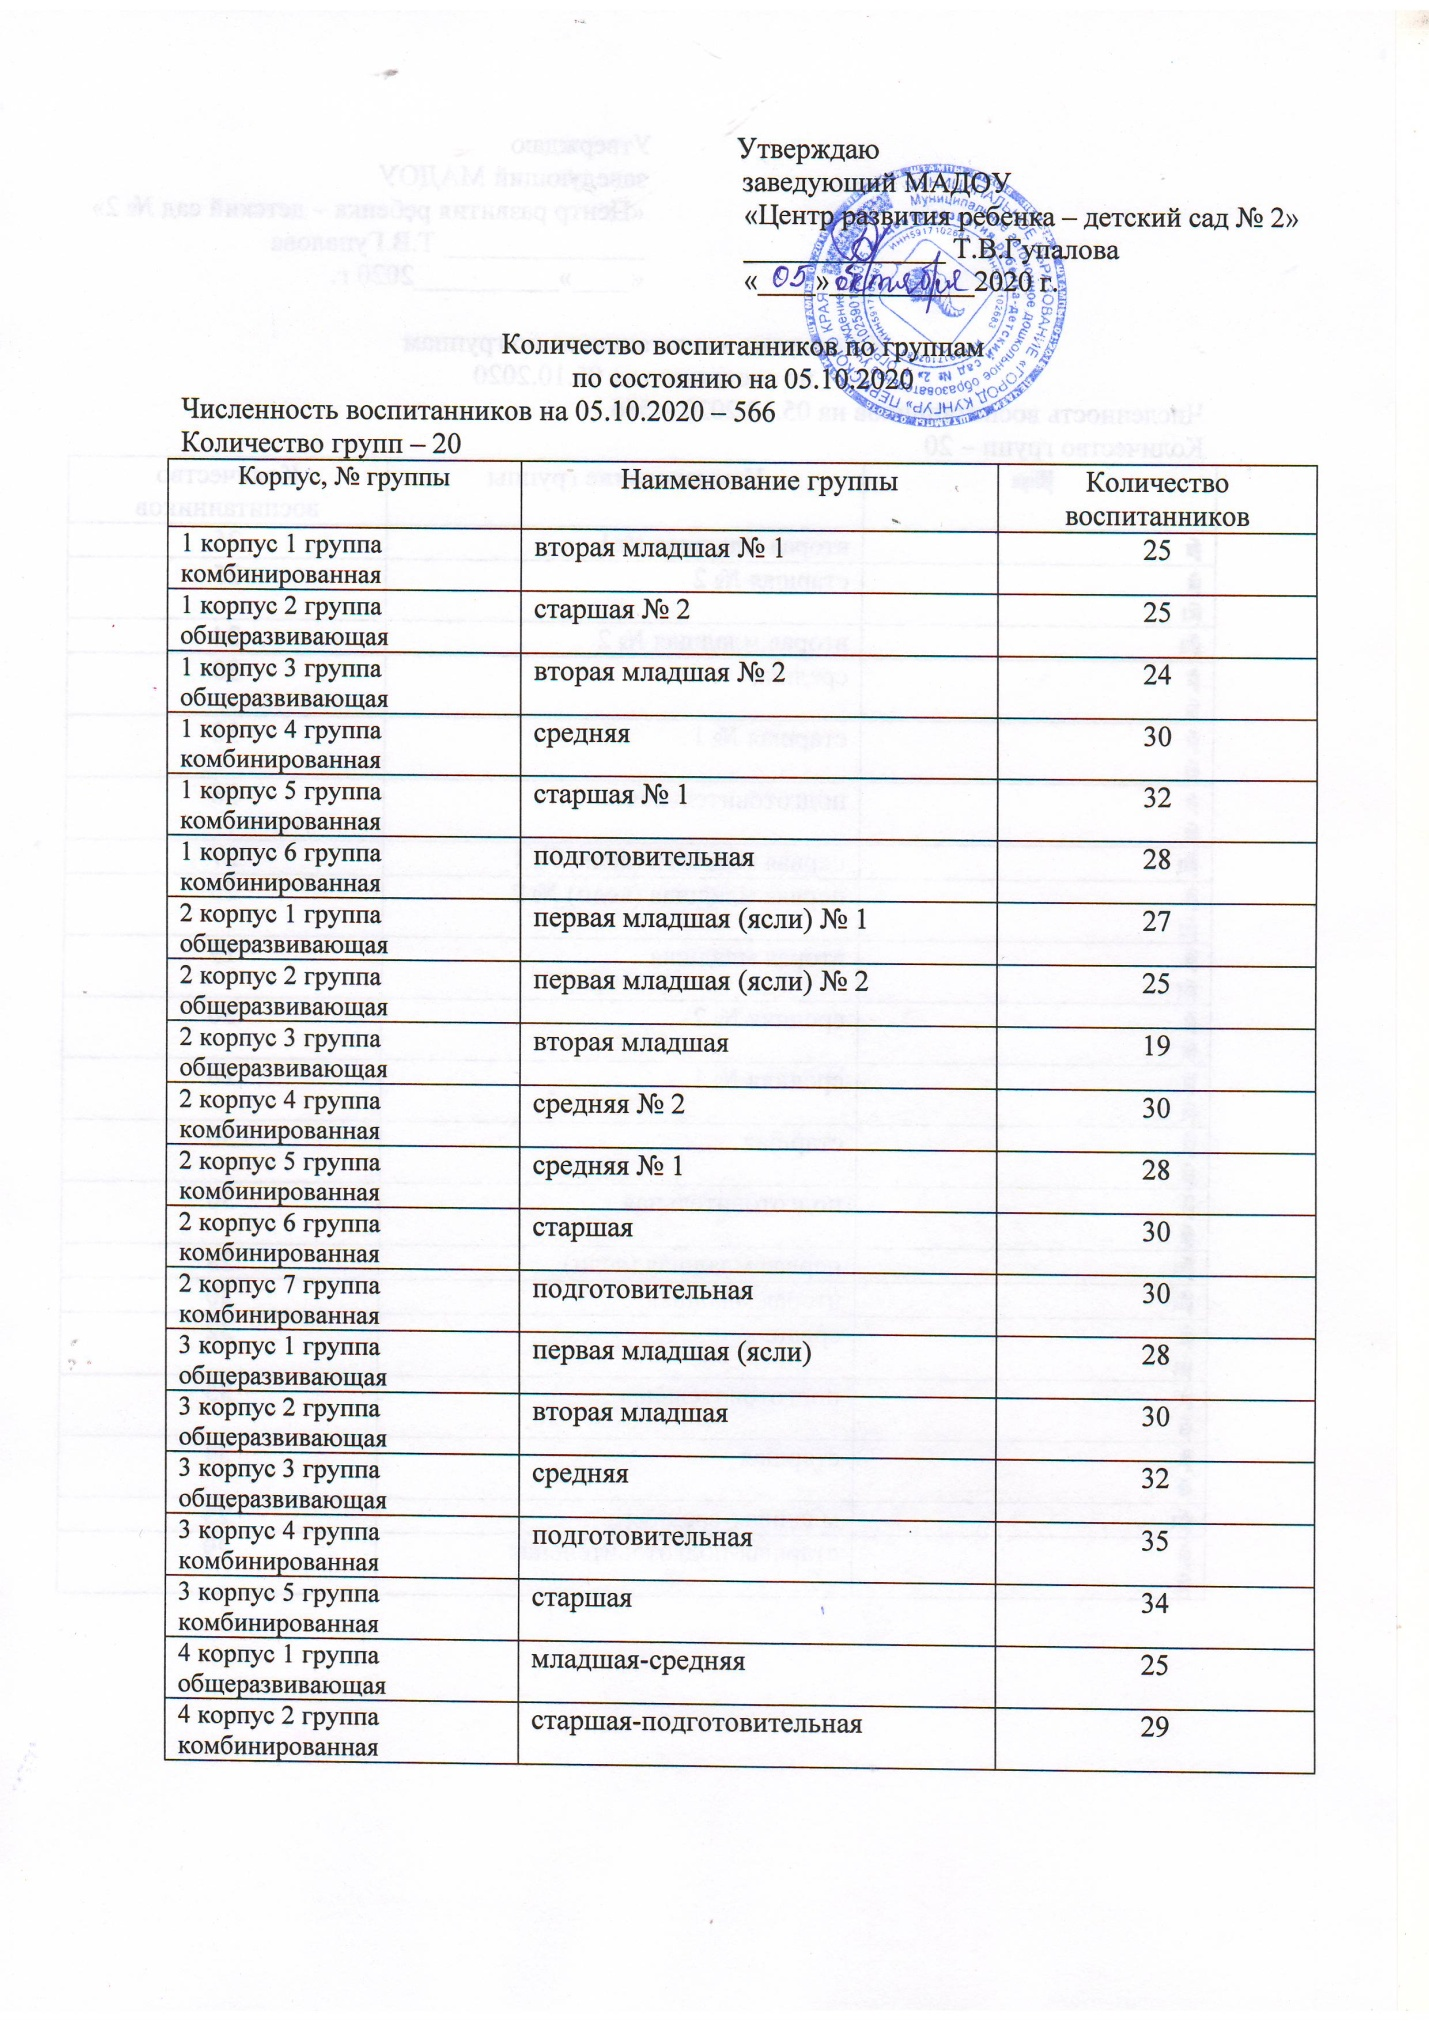 Утверждаю
заведующий МАДОУ
«Центр развития ребенка – детский сад № 2»
______________ Т.В.Гупалова
«_05_» октября 2020 г.
Количество воспитанников по группам
по состоянию на 05.10.2020
Численность воспитанников на 05.10.2020 – 566
Количество групп – 20
Корпус, № группы Наименование группы Количество
воспитанников
1 корпус 1 группа вторая младшая № 1 25
комбинированная
1 корпус 2 группа старшая № 2 25
общеразвивающая
1 корпус 3 группа вторая младшая № 2 24
общеразвивающая
1 корпус 4 группа средняя 30
комбинированная
1 корпус 5 группа старшая № 1 32
комбинированная
1 корпус 6 группа подготовительная 28
комбинированная
2 корпус 1 группа первая младшая (ясли) № 1 27
общеразвивающая
2 корпус 2 группа первая младшая (ясли) № 2 25
общеразвивающая
2 корпус 3 группа вторая младшая 19
общеразвивающая
2 корпус 4 группа средняя № 2 30
комбинированная
2 корпус 5 группа средняя № 1 28
комбинированная
2 корпус 6 группа старшая 30
комбинированная
2 корпус 7 группа подготовительная 30
комбинированная
3 корпус 1 группа первая младшая (ясли) 28
общеразвивающая
3 корпус 2 группа вторая младшая 30
общеразвивающая
3 корпус 3 группа средняя 32
общеразвивающая
3 корпус 4 группа подготовительная 35
комбинированная
3 корпус 5 группа старшая 34
комбинированная
4 корпус 1 группа младшая-средняя 25
общеразвивающая
4 корпус 2 группа старшая-подготовительная 29
комбинированная